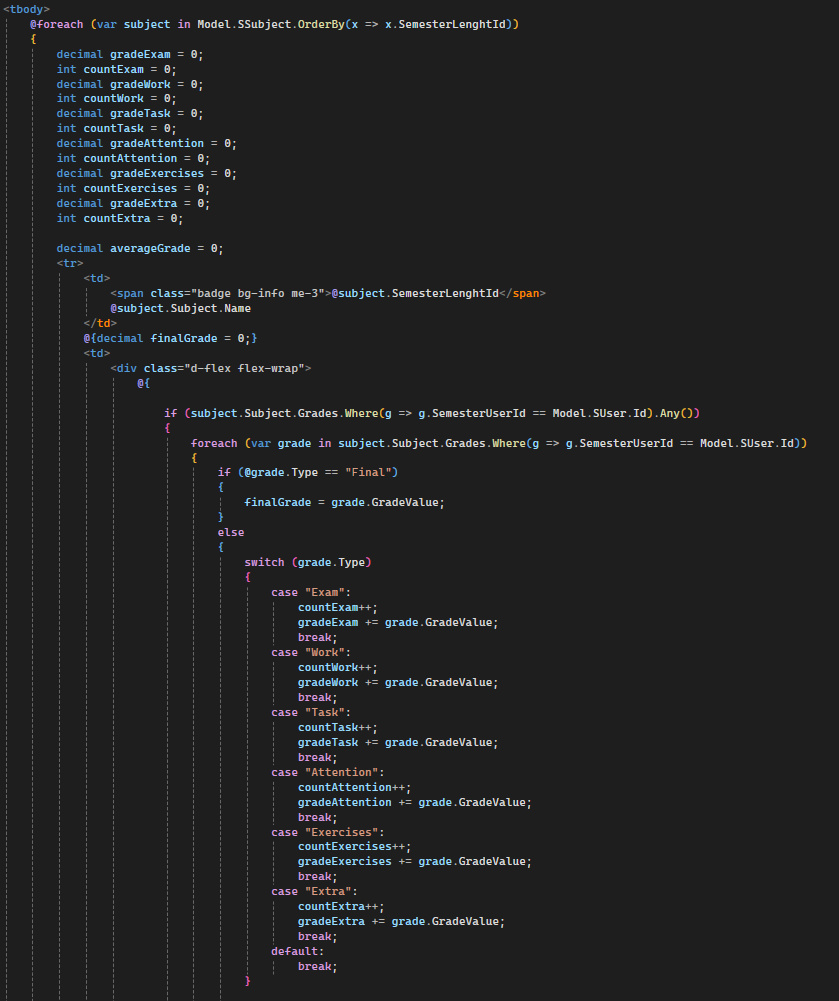 <tbody>
@foreach (var subject in Model.SSubject.OrderBy(x => x.SemesterLenghtId))
{
decimal gradeExam = 0;
int countExam = 0;
decimal gradeWork = 0;
int countWork = 0;
decimal gradeTask = 0;
int countTask = 0;
decimal gradeAttention = 0;
int countAttention = 0;
decimal gradeExercises = 0;
int countExercises = 0;
decimal gradeExtra = 0;
int countExtra = 0;
decimal averageGrade = 0;
<tr>
<td>
<span class="badge bg-info me-3">@subject.SemesterLenghtId</span>
@subject.Subject.Name
</td>
@{decimal finalGrade = 0;}
<td>
<div class="d-flex flex-wrap">
@{
if (subject.Subject.Grades.Where(g => g.SemesterUserId == Model.SUser.Id).Any())
{
foreach (var grade in subject.Subject.Grades.Where(g => g.SemesterUserId == Model.SUser.Id))
{
if (@grade.Type == "Final")
{
finalGrade = grade.GradeValue;
}
else
{
switch (grade.Type)
{
case "Exam":
countExam++;
gradeExam += grade.GradeValue;
break;
case "Work":
countWork++;
gradeWork += grade.GradeValue;
break;
case "Task":
countTask++;
gradeTask += grade.GradeValue;
break;
case "Attention":
countAttention++;
gradeAttention += grade.GradeValue;
break;
case "Exercises":
countExercises++;
gradeExercises += grade.GradeValue;
break;
case "Extra":
countExtra++;
gradeExtra += grade.GradeValue;
break;
default:
break;
}